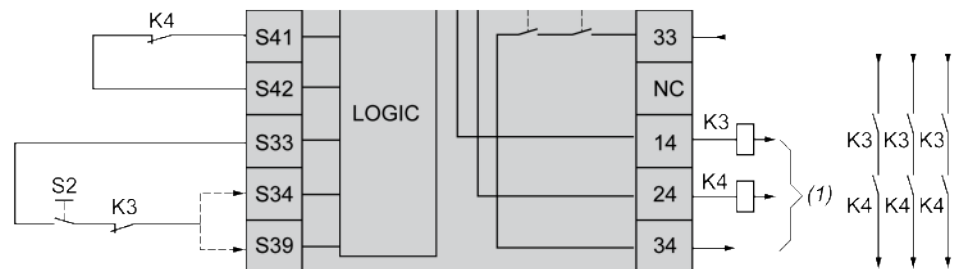 K4
S41
33
S42
NC
LOGIC
K3
S33
14
K3 K3 K3
S2
K4
K3
S34
24
(1)
K4 K4 K4
S39
34